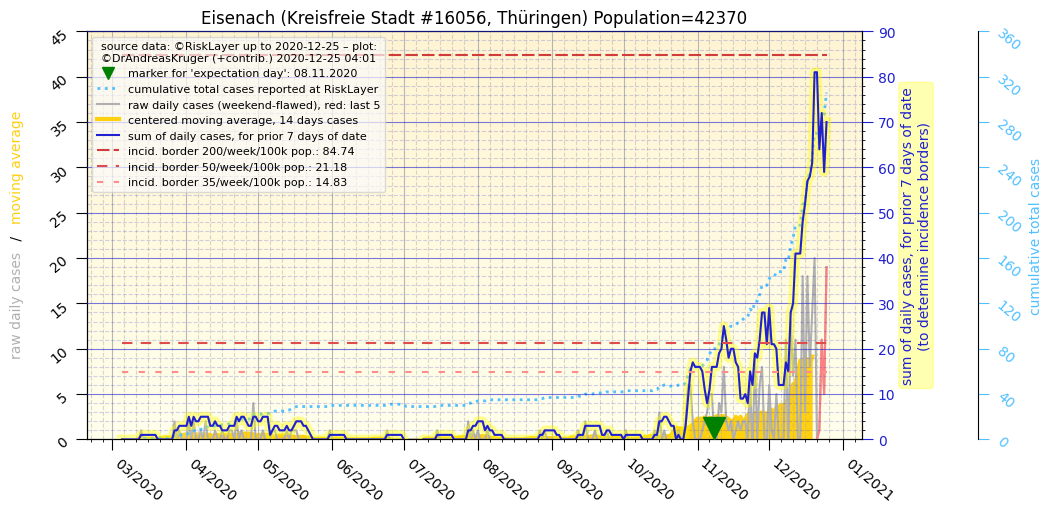 Eisenach (Kreisfreie Stadt #16056, Thüringen) Population=42370
source data: ©RiskLayer up to 2020-12-25 – plot:
©DrAndreasKruger (+contrib.) 2020-12-25 04:01
marker for 'expectation day': 08.11.2020
cumulative total cases reported at RiskLayer
raw daily cases (weekend-flawed), red: last 5
centered moving average, 14 days cases
sum of daily cases, for prior 7 days of date
incid. border 200/week/100k pop.: 84.74
incid. border 50/week/100k pop.: 21.18
incid. border 35/week/100k pop.: 14.83
raw daily cases / moving average
45
40
35
30
25
20
15
10
5
0
03/2020
04/2020
05/2020
06/2020
07/2020
08/2020
09/2020
10/2020
11/2020
12/2020
01/2021
90
80
70
60
50
40
30
20
10
0
sum of daily cases, for prior 7 days of date
(to determine incidence borders)
360
320
280
240
200
160
120
80
40
0
cumulative total cases